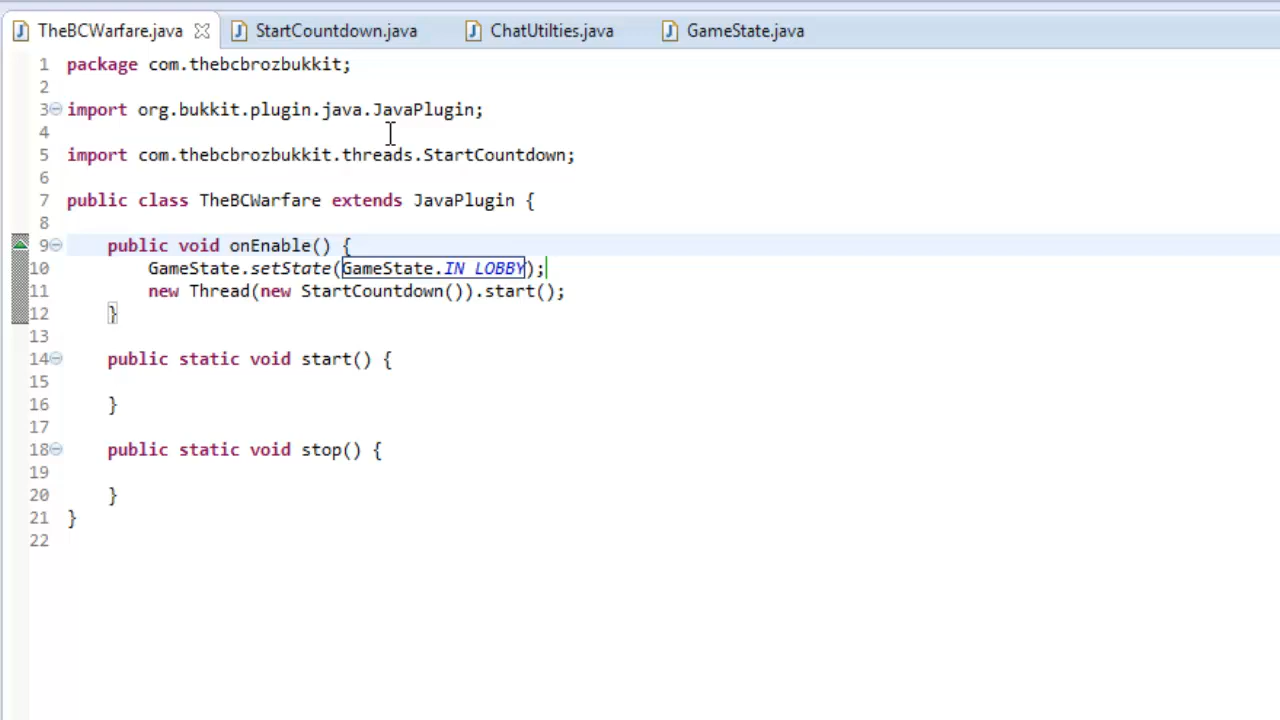 TheBCWarfare.java StartCountdown.java ChatUtilties.java GameState.java
1 package com.thebcbrozbukkit;
2
3 import org.bukkit.plugin.java.JavaPlugin;
4
5 import com.thebcbrozbukkit.threads.StartCountdown;
6
7 public class TheBCWarfare extends JavaPlugin {
8
9 public void onEnable() {
10 GameState.setState(GameState.IN_LOBBY);
11 new Thread(new StartCountdown()).start();
12 }
13
14 public static void start() {
15
16 }
17
18 public static void stop() {
19
20 }
21 }
22